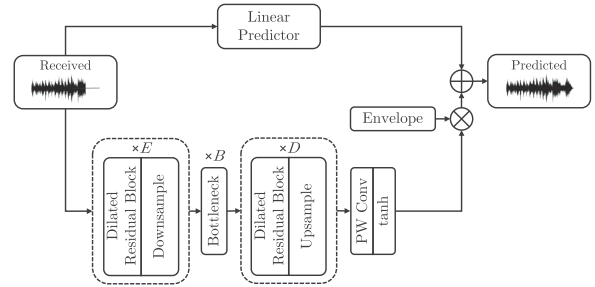 Linear
Predictor
Received
Predicted
Envelope
×E
×B
×D
Dilated
Residual Block
Downsample
Bottleneck
Dilated
Residual Block
Upsample
PW Conv
tanh